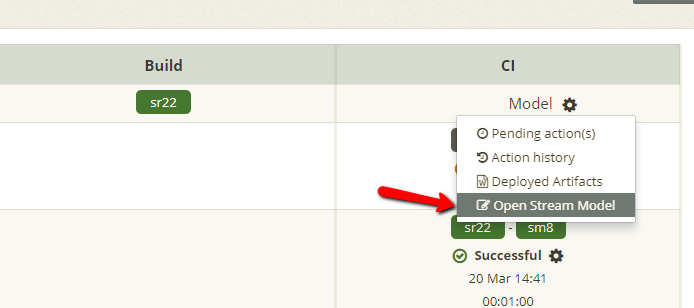 Build
CI
sr22
Model
Pending action(s)
Action history
Deployed Artifacts
Open Stream Model
sr22 - sm8
Successful
20 Mar 14:41
00:01:00